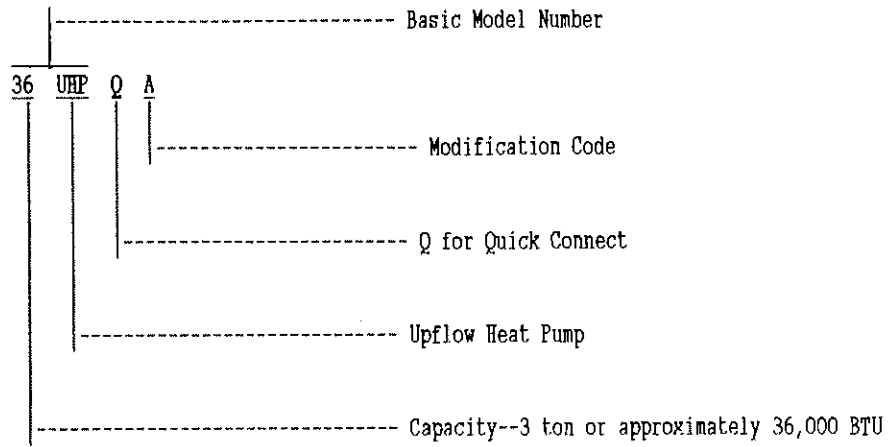 Basic Model Number
36 UHP Q A
Modification Code
Q for Quick Connect
Upflow Heat Pump
Capacity--3 ton or approximately 36,000 BTU